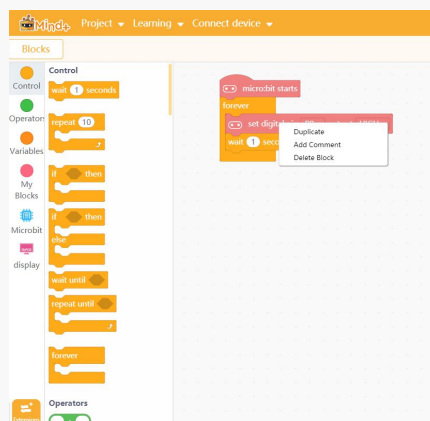 Mind+ Project Learning Connect device
Blocks
Control
Operators
Variables
My
Blocks
Microbit
display
Control
wait 1 seconds
repeat 10
if then
if then
else
wait until
repeat until
forever
Operators
micro:bit starts
forever
set digital
wait 1
Duplicate
Add Comment
Delete Block